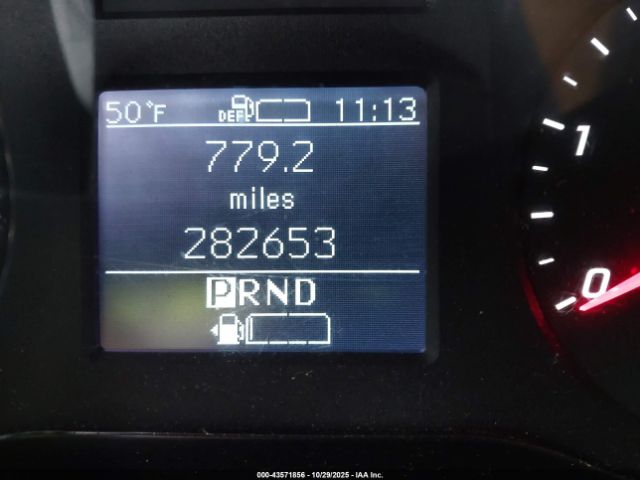 50°F DEF 11:13
779.2
miles
282653
PRND
1
0
000-43571856 - 10/29/2025 - IAA Inc.